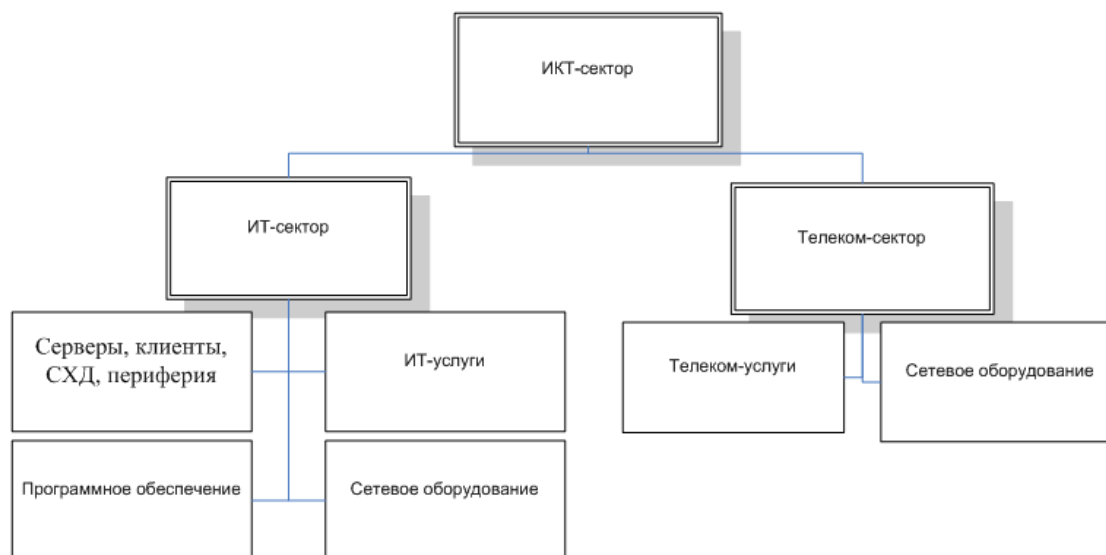 ИКТ-сектор
ИТ-сектор
Телеком-сектор
Серверы, клиенты,
СХД, периферия
ИТ-услуги
Телеком-услуги
Сетевое оборудование
Программное обеспечение
Сетевое оборудование